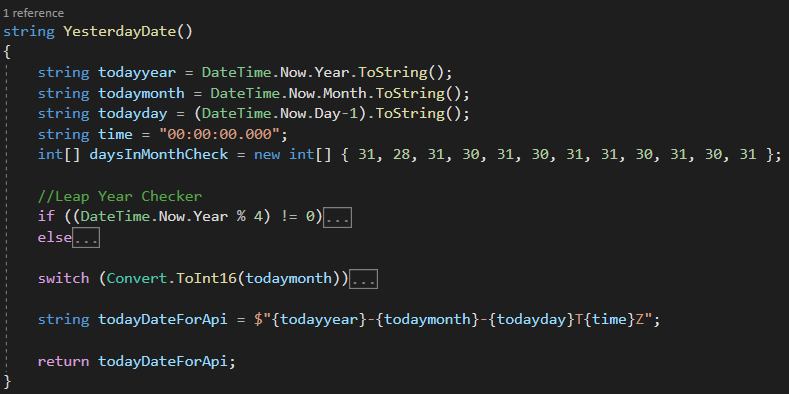 1 reference
string YesterdayDate()
{
string todayyear = DateTime.Now.Year.ToString();
string todaymonth = DateTime.Now.Month.ToString();
string todayday = (DateTime.Now.Day-1).ToString();
string time = "00:00:00.000";
int[] daysInMonthCheck = new int[] { 31, 28, 31, 30, 31, 30, 31, 31, 30, 31, 30, 31 };
//Leap Year Checker
if ((DateTime.Now.Year % 4) != 0)...
else...
switch (Convert.ToInt16(todaymonth))...
string todayDateForApi = $"{todayyear}-{todaymonth}-{todayday}T{time}Z";
return todayDateForApi;
}